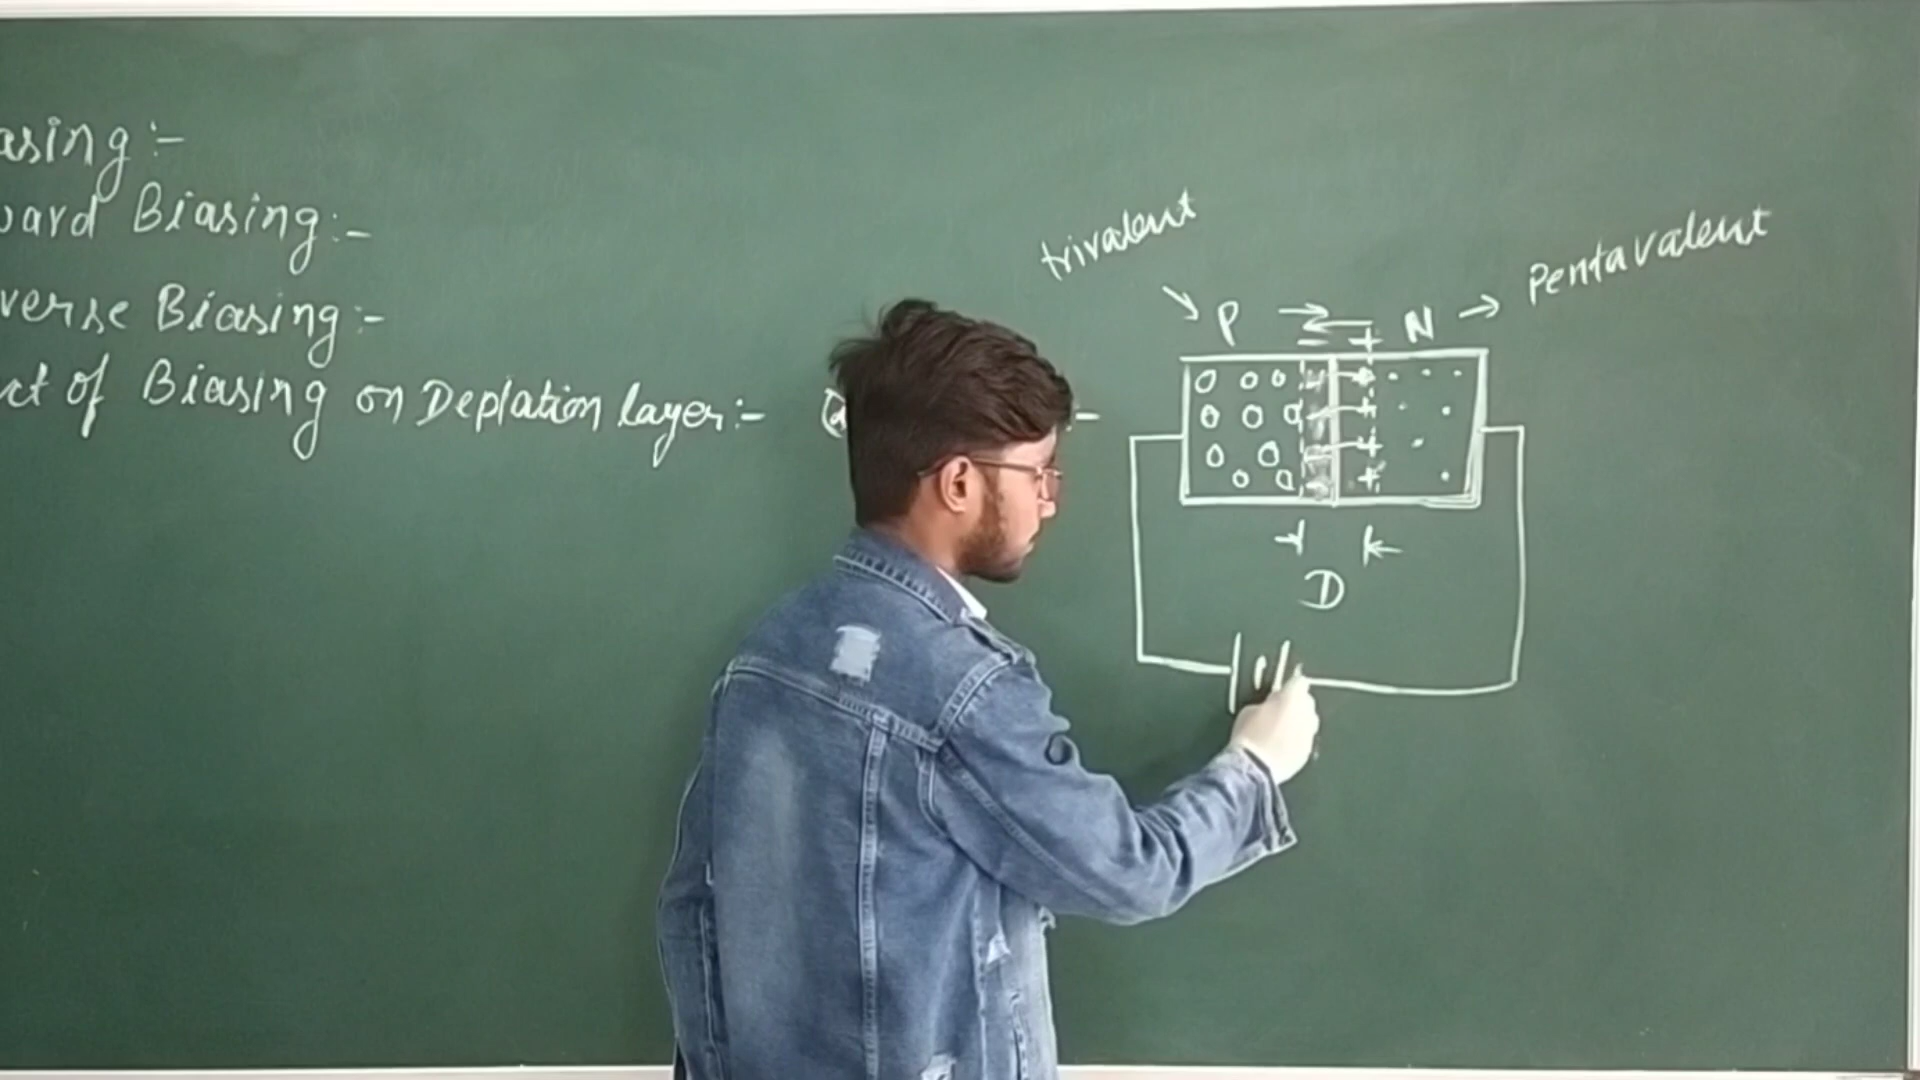 asing:-
ward Biasing:-
verse Biasing:-
ct of Biasing on Deplation layer:-
trivalent
Pentavalent
P
N
- +
D